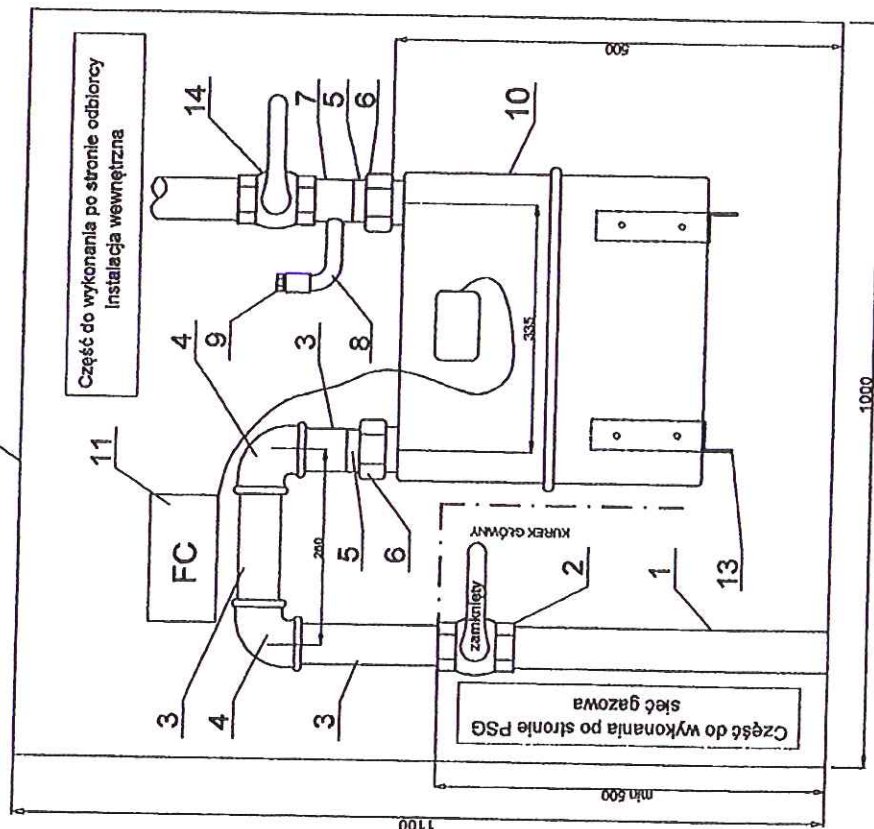 Część do wykonania po stronie odbiorcy
Instalacja wewnętrzna
14
7
5
6
10
500
9
4
3
8
335
11
FC
3
4
3
260
5
6
KUREK GŁÓWNY
zamknięty
2
1
13
Część do wykonania po stronie PSG
sieć gazowa
min.500
1100
1000